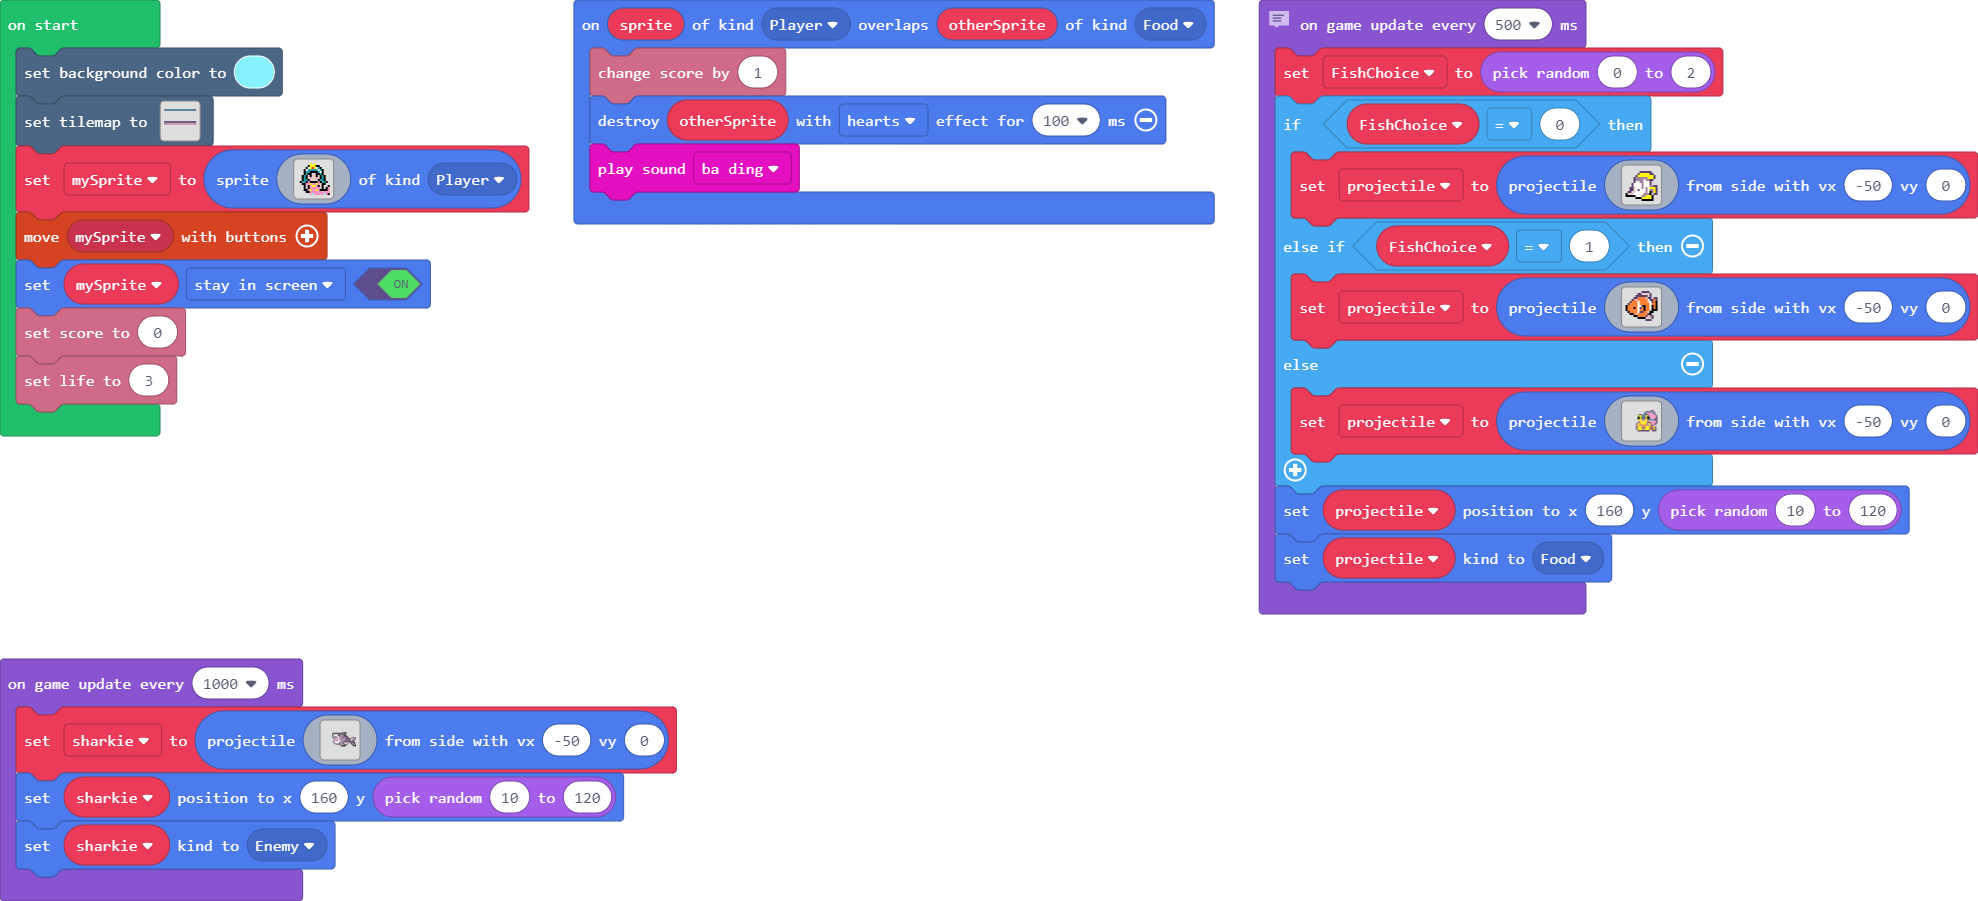 on start
set background color to
set tilemap to
set mySprite to sprite of kind Player
move mySprite with buttons
set mySprite stay in screen ON
set score to 0
set life to 3
on sprite of kind Player overlaps otherSprite of kind Food
change score by 1
destroy otherSprite with hearts effect for 100 ms
play sound ba ding
on game update every 500 ms
set FishChoice to pick random 0 to 2
if FishChoice = 0 then
set projectile to projectile from side with vx -50 vy 0
else if FishChoice = 1 then
set projectile to projectile from side with vx -50 vy 0
else
set projectile to projectile from side with vx -50 vy 0
set projectile position to x 160 y pick random 10 to 120
set projectile kind to Food
on game update every 1000 ms
set sharkie to projectile from side with vx -50 vy 0
set sharkie position to x 160 y pick random 10 to 120
set sharkie kind to Enemy